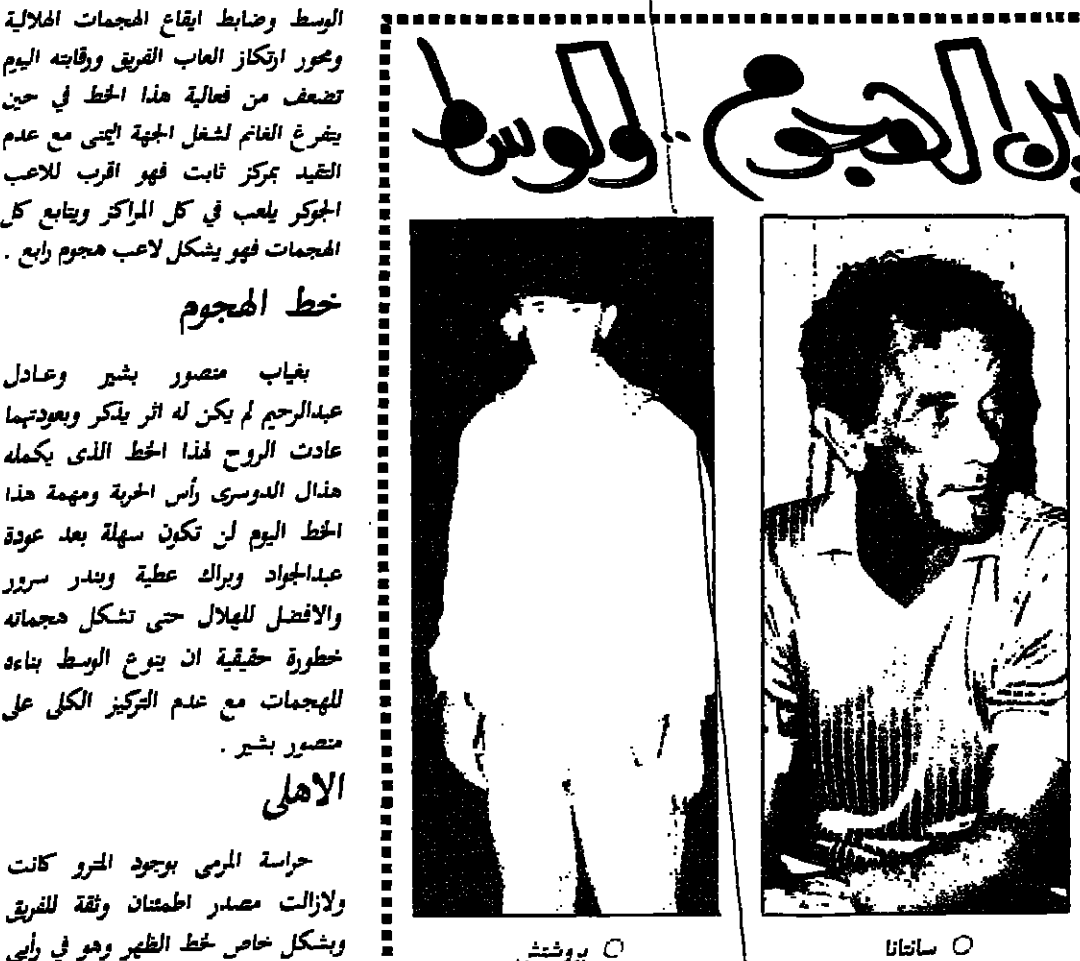 بين الهجوم .. والوسط
سانتانا
بروشتش
الوسط وضابط ايقاع الهجمات الهلالية
ومحور ارتكاز العاب الفريق ورقابته اليوم
تضعف من فعالية هذا الخط في حين
يتفرغ الغانم لشغل الجهة اليمنى مع عدم
التقيد بمركز ثابت فهو اقرب للاعب
الجوكر يلعب في كل المراكز ويتابع كل
الهجمات فهو يشكل لاعب هجوم رابع .
خط الهجوم
بغياب منصور بشير وعادل
عبدالرحيم لم يكن له اثر يذكر وبعودتهما
عادت الروح لهذا الخط الذى يكمله
هذال الدوسرى رأس الحربة ومهمة هذا
الخط اليوم لن تكون سهلة بعد عودة
عبدالجواد وبراك عطية وبندر سرور
والافضل للهلال حتى تشكل هجماته
خطورة حقيقية ان ينوع الوسط بناءه
للهجمات مع عدم التركيز الكلى على
منصور بشير .
الاهلى
حراسة المرمى بوجود المترو كانت
ولازالت مصدر اطمئنان وثقة للفريق
وبشكل خاص لخط الظهر وهو في رأيى